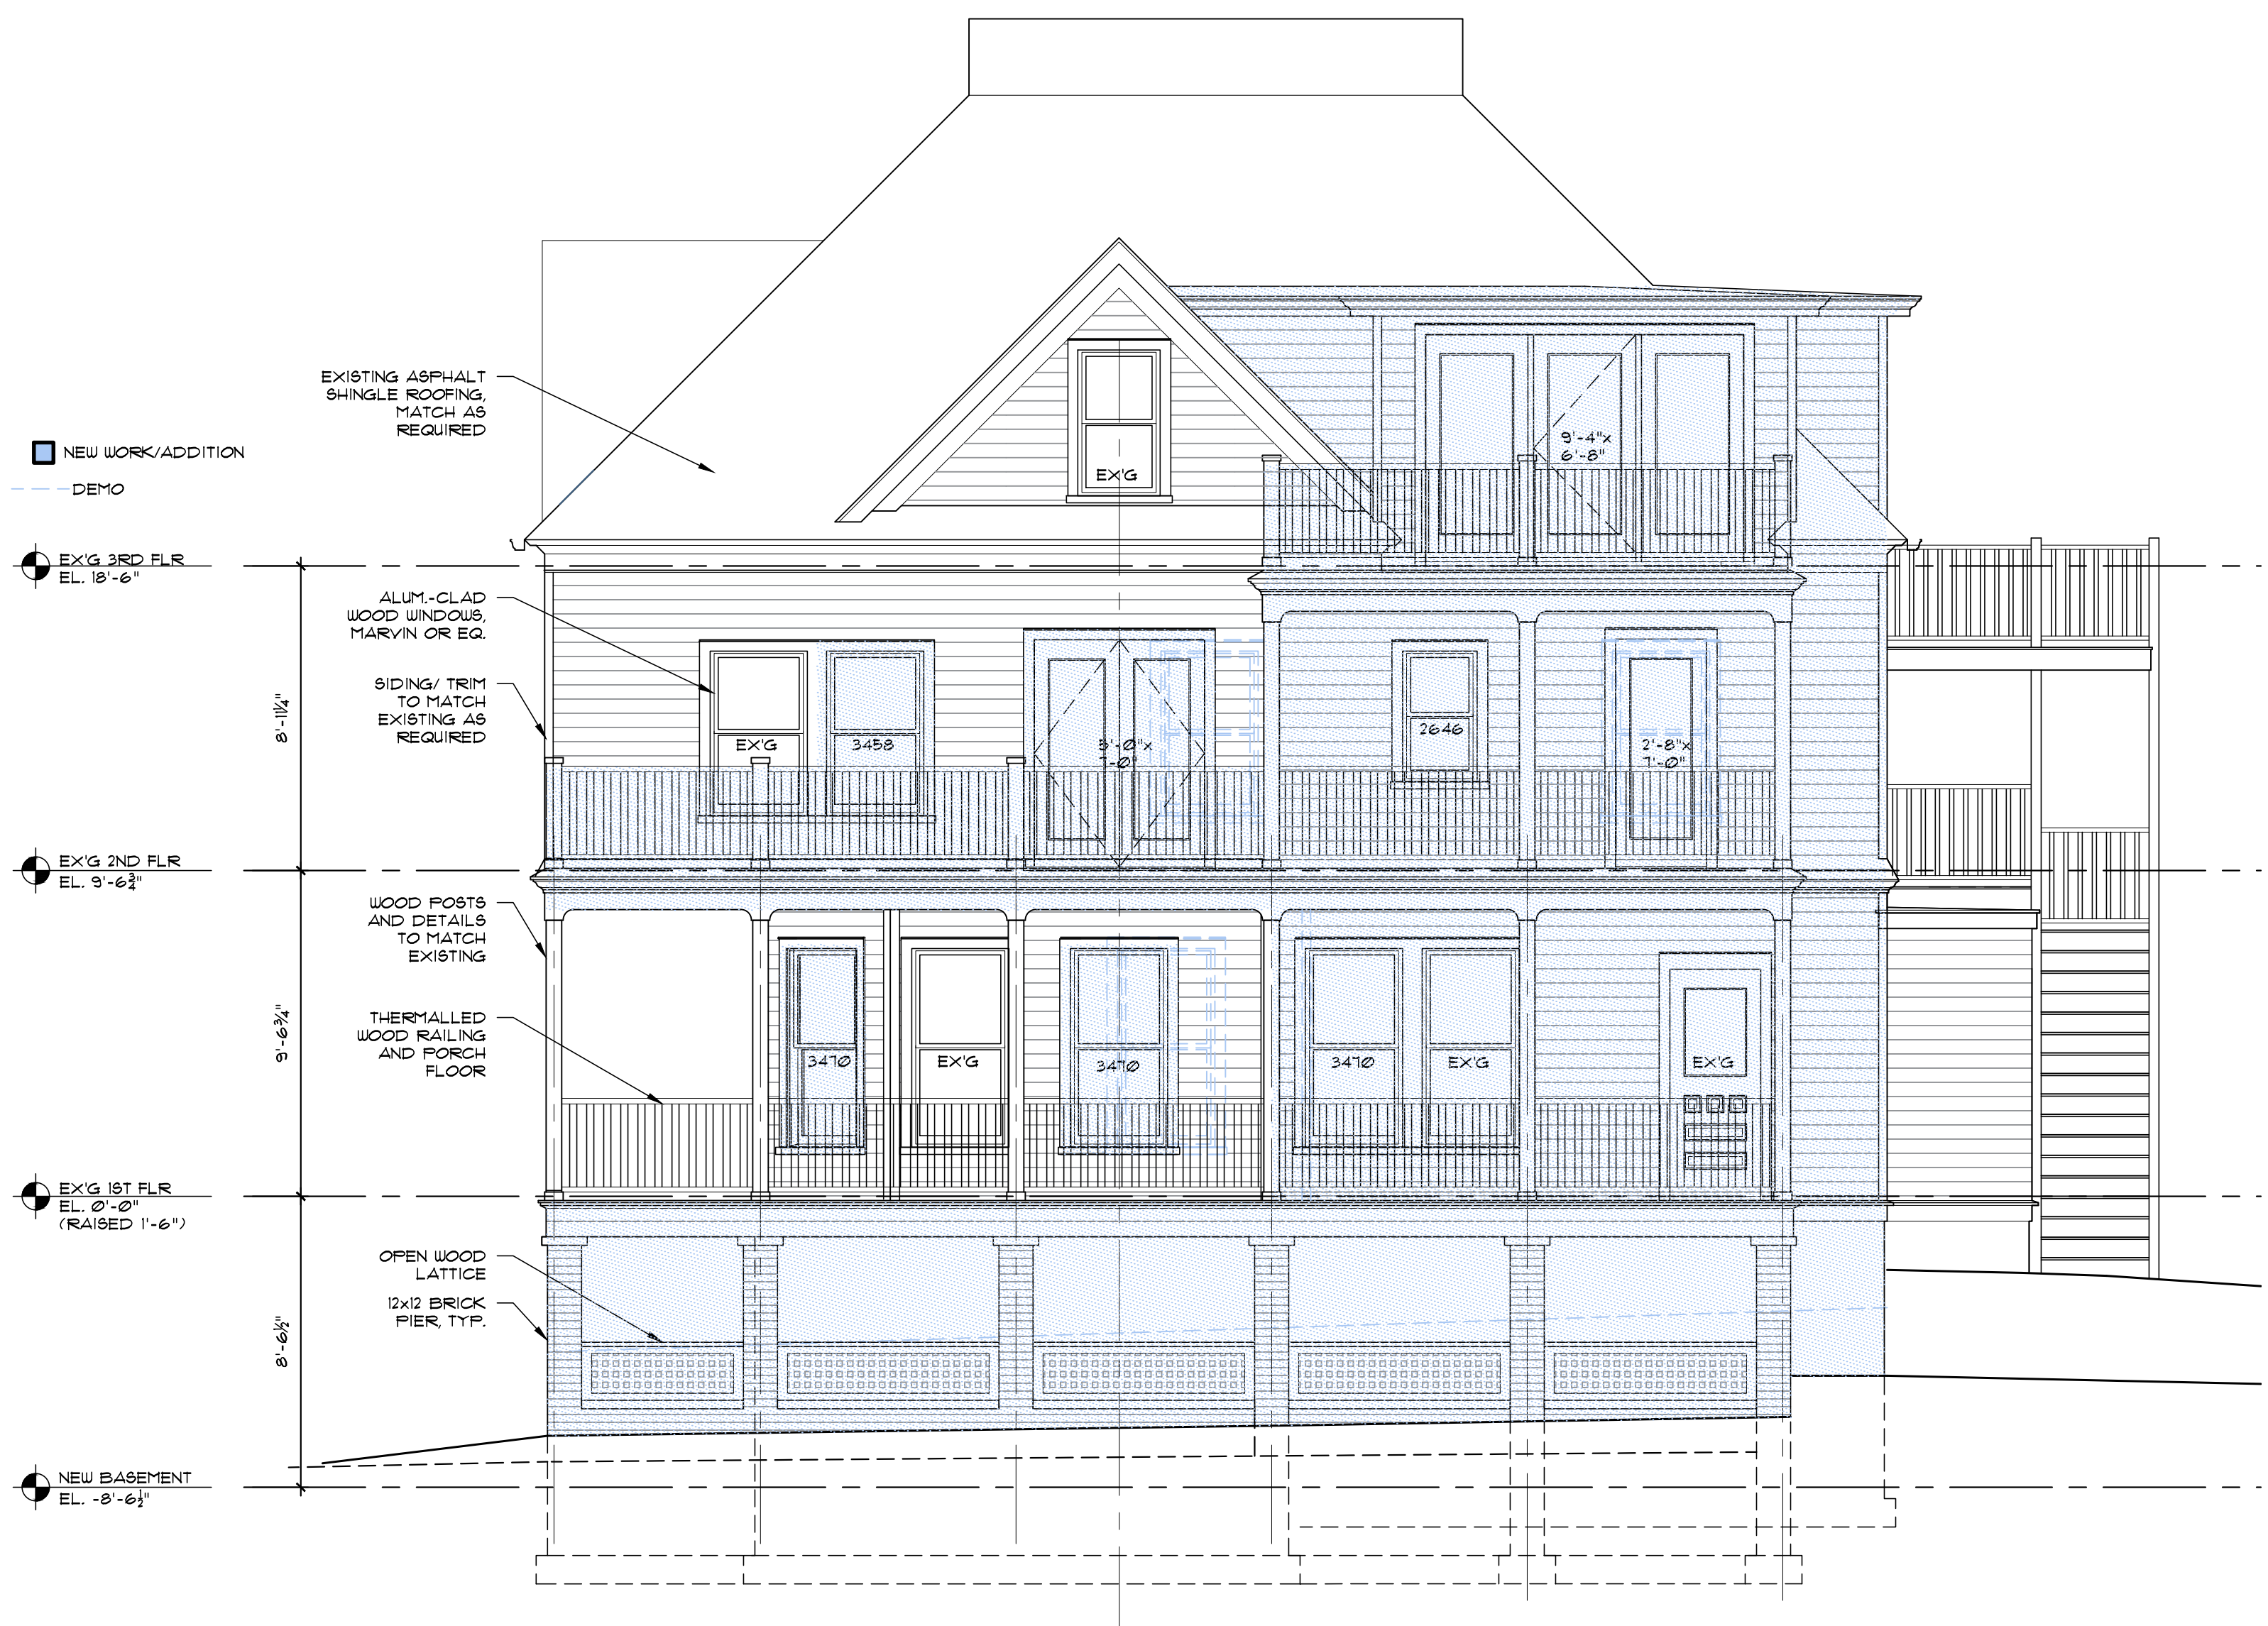 EXISTING ASPHALT
SHINGLE ROOFING,
MATCH AS
REQUIRED
NEW WORK/ADDITION
DEMO
EX'G 3RD FLR
EL. 18'-6"
ALUM.-CLAD
WOOD WINDOWS,
MARVIN OR EQ.
SIDING/ TRIM
TO MATCH
EXISTING AS
REQUIRED
8'-11¼"
EX'G 2ND FLR
EL. 9'-6¾"
WOOD POSTS
AND DETAILS
TO MATCH
EXISTING
9'-6¾"
THERMALLED
WOOD RAILING
AND PORCH
FLOOR
EX'G 1ST FLR
EL. 0'-0"
(RAISED 1'-6")
OPEN WOOD
LATTICE
12x12 BRICK
PIER, TYP.
8'-6½"
NEW BASEMENT
EL. -8'-6½"
EX'G
9'-4"x
6'-8"
EX'G
3458
5'-0"x
7'-0"
2646
2'-8"x
7'-0"
3470
EX'G
3470
3470
EX'G
EX'G